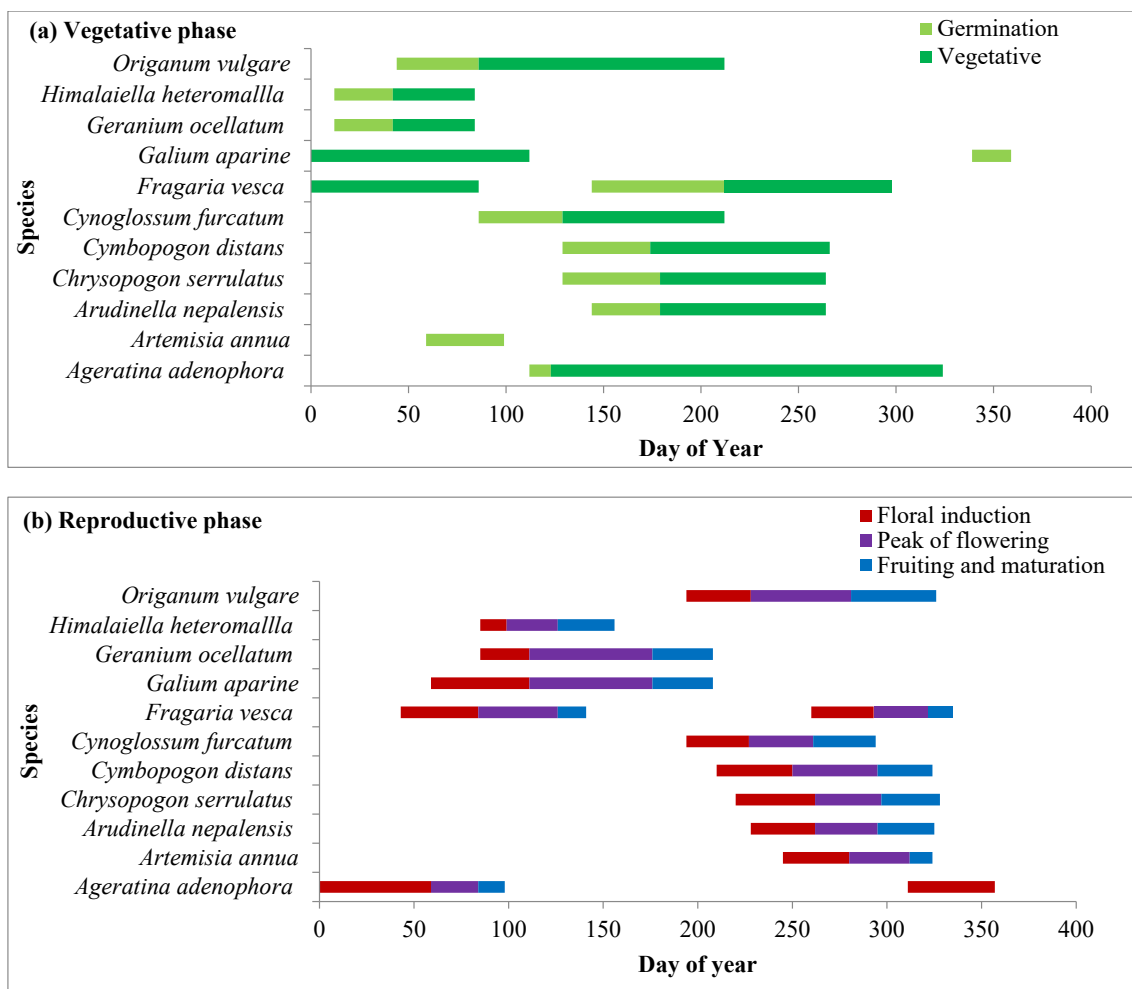 (a) Vegetative phase
Germination
Vegetative
Origanum vulgare
Himalaiella heteromallla
Geranium ocellatum
Galium aparine
Fragaria vesca
Cynoglossum furcatum
Cymbopogon distans
Chrysopogon serrulatus
Arudinella nepalensis
Artemisia annua
Ageratina adenophora
Species
0 50 100 150 200 250 300 350 400
Day of Year
(b) Reproductive phase
Floral induction
Peak of flowering
Fruiting and maturation
Origanum vulgare
Himalaiella heteromallla
Geranium ocellatum
Galium aparine
Fragaria vesca
Cynoglossum furcatum
Cymbopogon distans
Chrysopogon serrulatus
Arudinella nepalensis
Artemisia annua
Ageratina adenophora
Species
0 50 100 150 200 250 300 350 400
Day of year